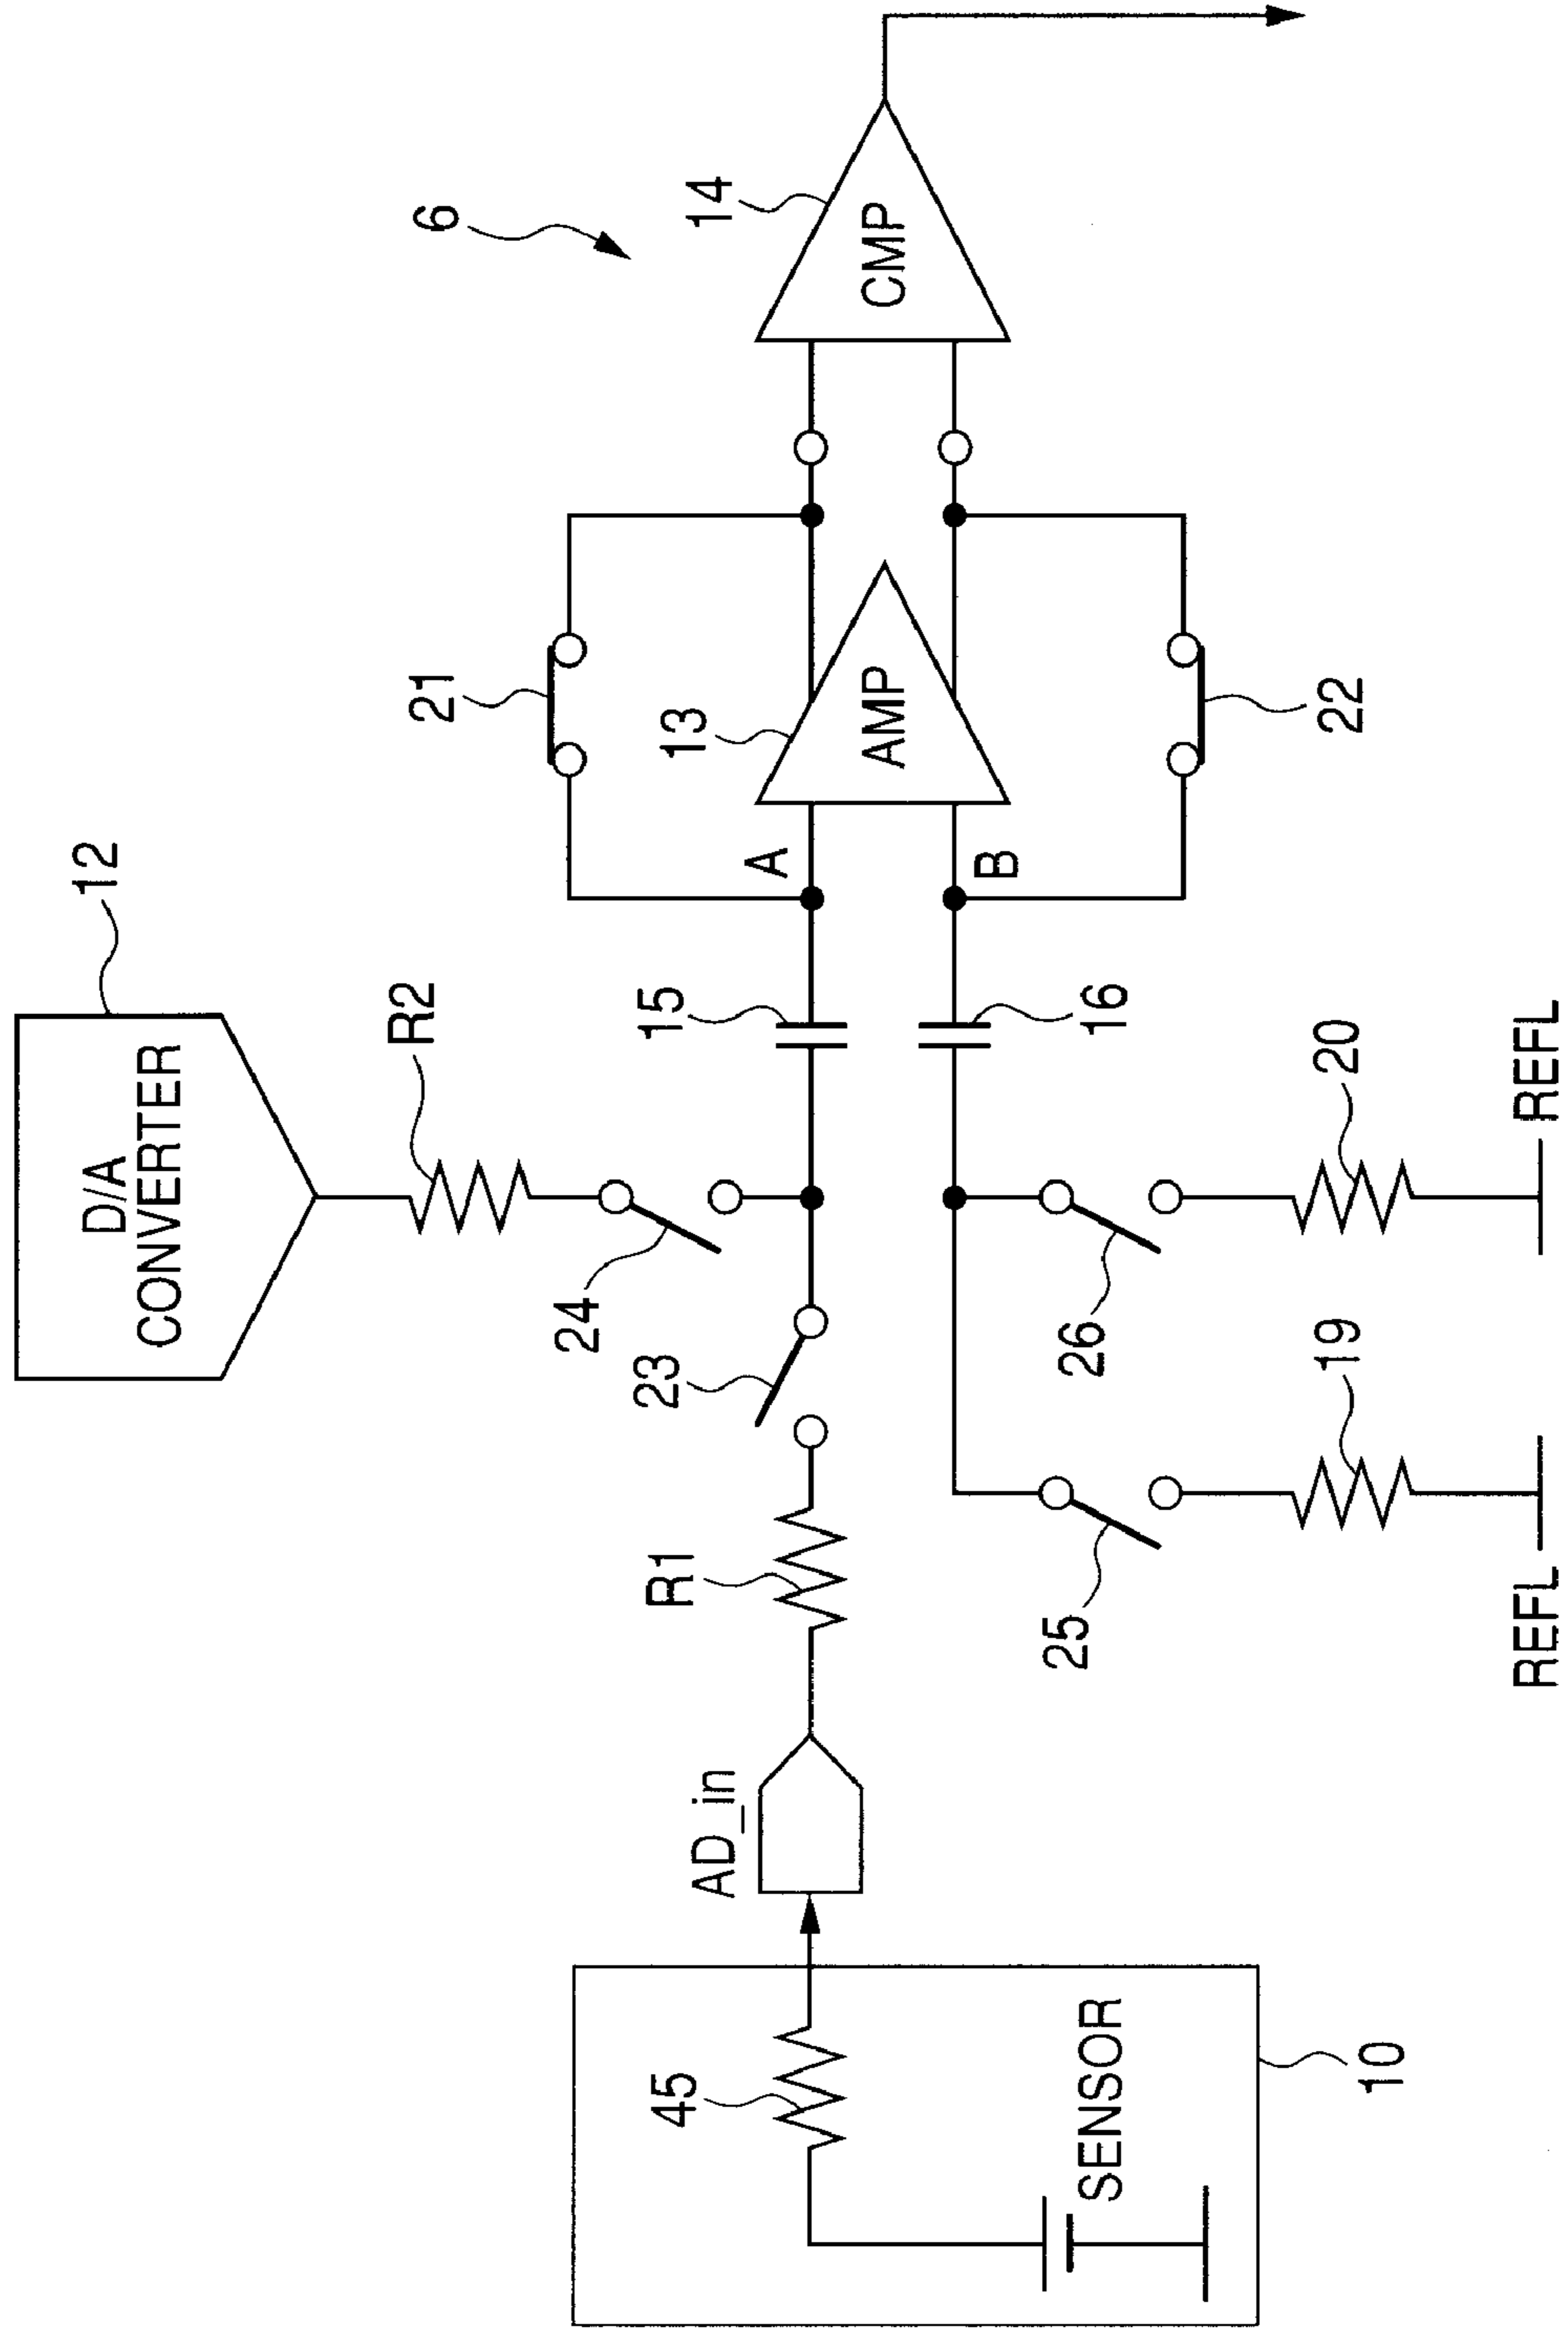 12
D/A
CONVERTER
R2
24
6
14
CMP
21
13
AMP
A
B
22
15
16
23
R1
AD_in
26
20
REFL
25
19
REFL
45
SENSOR
10